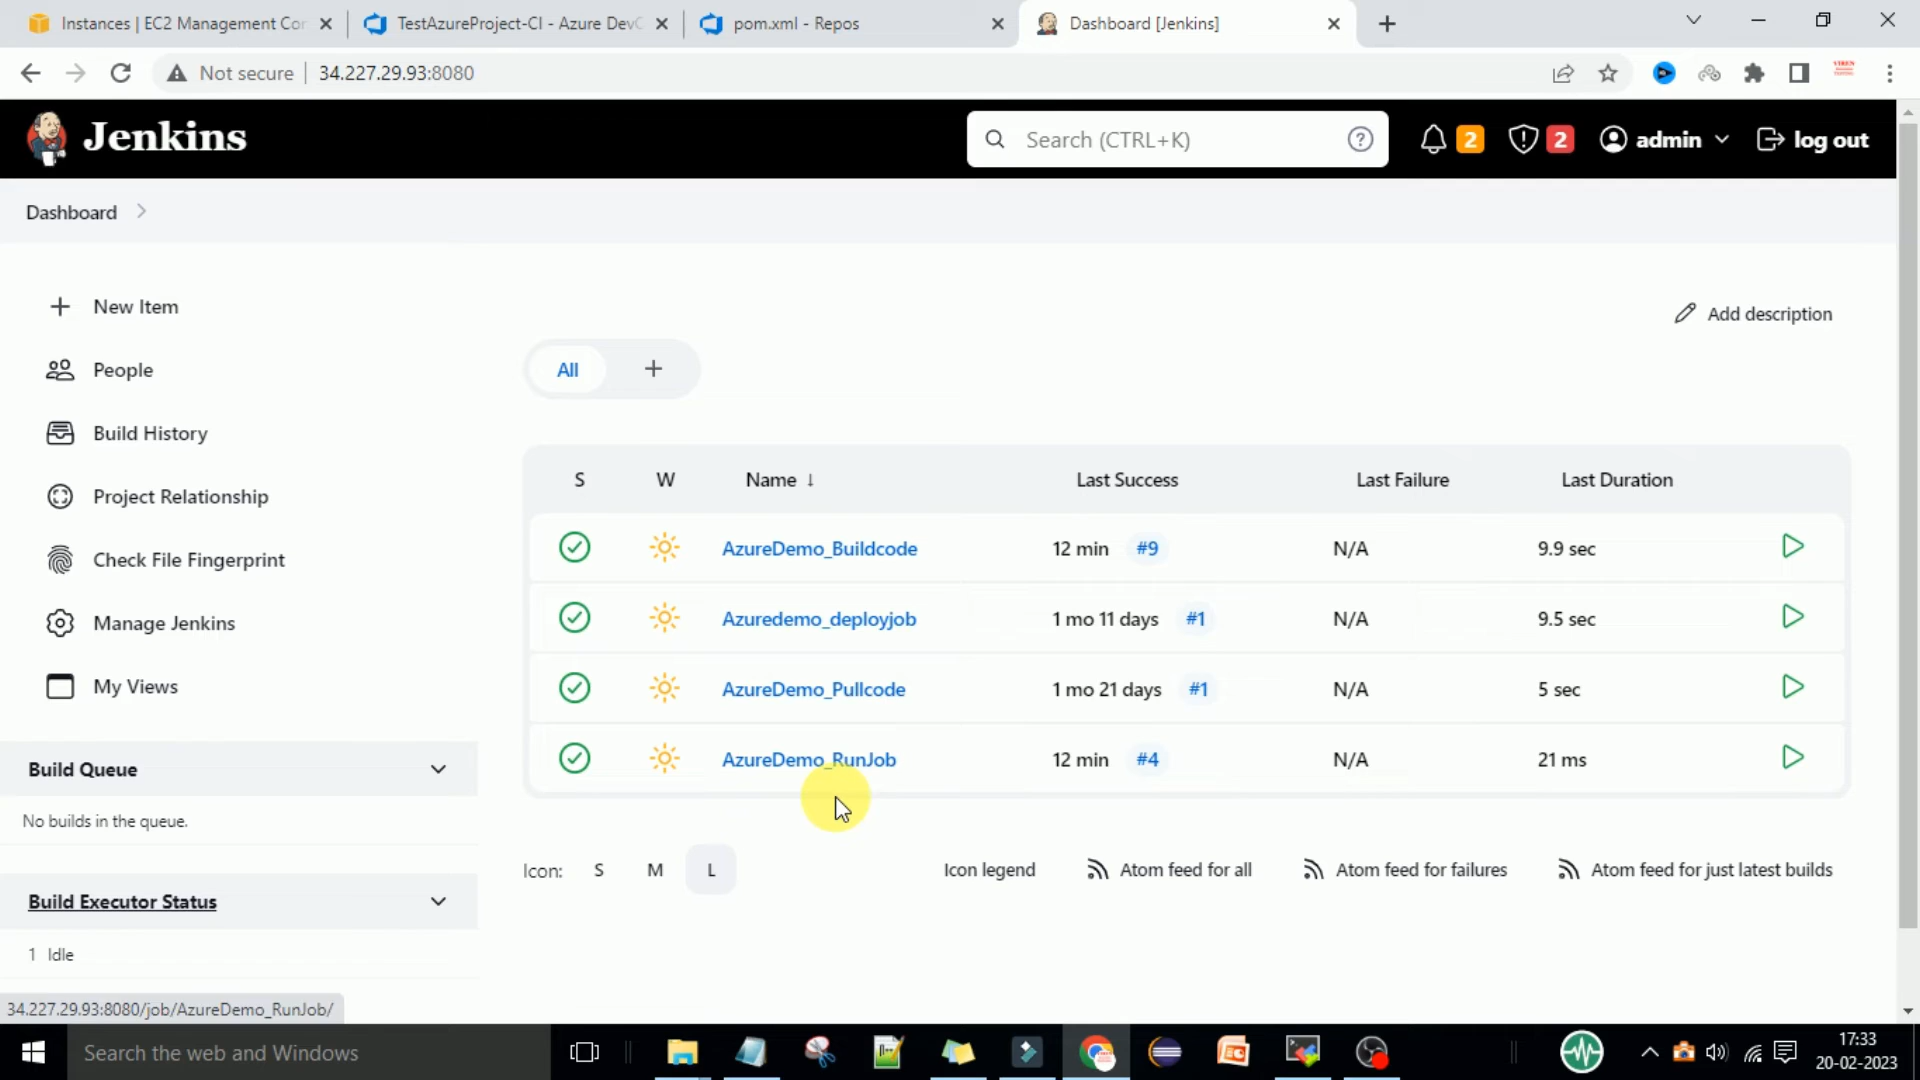 Instances | EC2 Management Cor
TestAzureProject-CI - Azure DevO
pom.xml - Repos
Dashboard [Jenkins]
Not secure
34.227.29.93:8080
Jenkins
Search (CTRL+K)
2
2
admin
log out
Dashboard
New Item
People
Build History
Project Relationship
Check File Fingerprint
Manage Jenkins
My Views
Build Queue
No builds in the queue.
Build Executor Status
1 Idle
34.227.29.93:8080/job/AzureDemo_RunJob/
Add description
All +
S W Name ↓ Last Success Last Failure Last Duration
AzureDemo_Buildcode 12 min #9 N/A 9.9 sec
Azuredemo_deployjob 1 mo 11 days #1 N/A 9.5 sec
AzureDemo_Pullcode 1 mo 21 days #1 N/A 5 sec
AzureDemo_RunJob 12 min #4 N/A 21 ms
Icon: S M L
Icon legend
Atom feed for all
Atom feed for failures
Atom feed for just latest builds
Search the web and Windows
17:33
20-02-2023